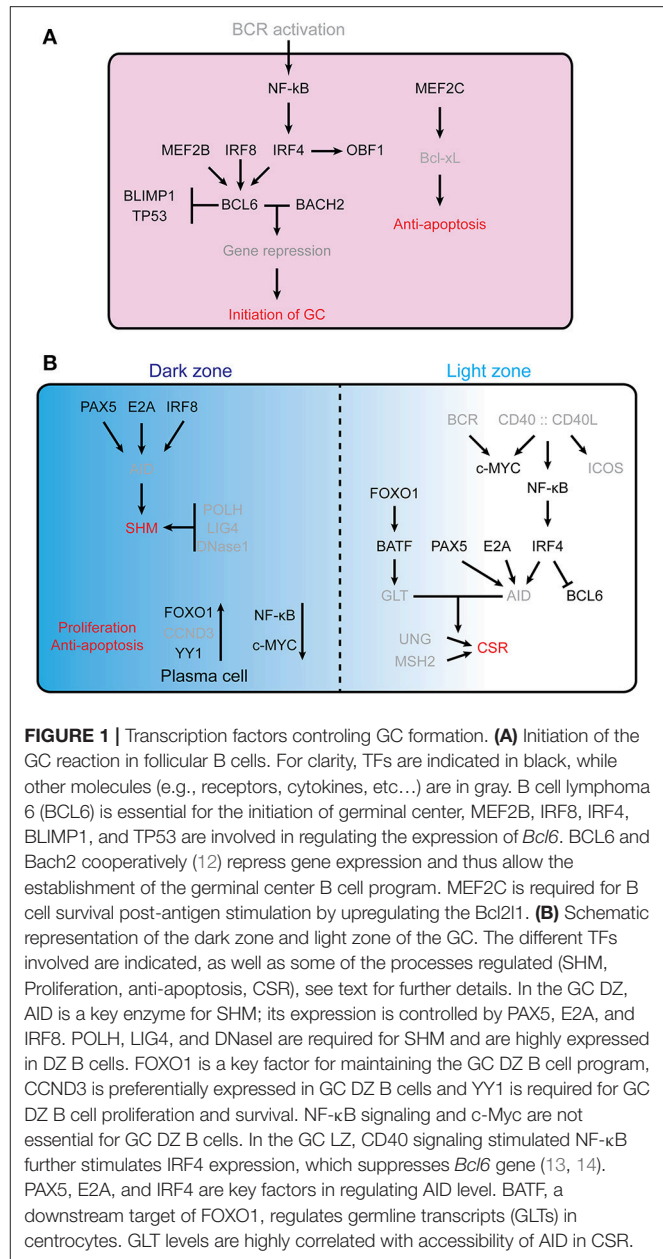 A
BCR activation
NF-kB
MEF2C
MEF2B IRF8 IRF4 OBF1
Bcl-xL
BLIMP1
TP53
BCL6 BACH2
Anti-apoptosis
Gene repression
Initiation of GC
B
Dark zone Light zone
PAX5 E2A IRF8
BCR CD40 :: CD40L
AID
c-MYC ICOS
NF-κB
FOXO1
SHM
POLH
LIG4
DNase1
BATF PAX5 E2A IRF4
GLT AID BCL6
Proliferation
Anti-apoptosis
FOXO1
CCND3
YY1
Plasma cell
NF-κB
c-MYC
UNG
MSH2
CSR
FIGURE 1 | Transcription factors controling GC formation. (A) Initiation of the
GC reaction in follicular B cells. For clarity, TFs are indicated in black, while
other molecules (e.g., receptors, cytokines, etc…) are in gray. B cell lymphoma
6 (BCL6) is essential for the initiation of germinal center, MEF2B, IRF8, IRF4,
BLIMP1, and TP53 are involved in regulating the expression of Bcl6. BCL6 and
Bach2 cooperatively (12) repress gene expression and thus allow the
establishment of the germinal center B cell program. MEF2C is required for B
cell survival post-antigen stimulation by upregulating the Bcl2l1. (B) Schematic
representation of the dark zone and light zone of the GC. The different TFs
involved are indicated, as well as some of the processes regulated (SHM,
Proliferation, anti-apoptosis, CSR), see text for further details. In the GC DZ,
AID is a key enzyme for SHM; its expression is controlled by PAX5, E2A, and
IRF8. POLH, LIG4, and DNaseI are required for SHM and are highly expressed
in DZ B cells. FOXO1 is a key factor for maintaining the GC DZ B cell program,
CCND3 is preferentially expressed in GC DZ B cells and YY1 is required for GC
DZ B cell proliferation and survival. NF-κB signaling and c-Myc are not
essential for GC DZ B cells. In the GC LZ, CD40 signaling stimulated NF-κB
further stimulates IRF4 expression, which suppresses Bcl6 gene (13, 14).
PAX5, E2A, and IRF4 are key factors in regulating AID level. BATF, a
downstream target of FOXO1, regulates germline transcripts (GLTs) in
centrocytes. GLT levels are highly correlated with accessibility of AID in CSR.